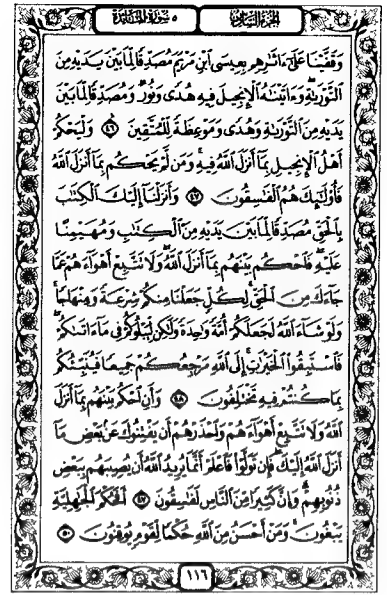 الجزء السادس
٥ سورة المائدة
وَقَفَّيْنَا عَلَىٰ ءَاثَٰرِهِم بِعِيسَى ٱبْنِ مَرْيَمَ مُصَدِّقًا لِّمَا بَيْنَ يَدَيْهِ مِنَ
ٱلتَّوْرَىٰةِ وَءَاتَيْنَٰهُ ٱلْإِنجِيلَ فِيهِ هُدًى وَنُورٌ وَمُصَدِّقًا لِّمَا بَيْنَ
يَدَيْهِ مِنَ ٱلتَّوْرَىٰةِ وَهُدًى وَمَوْعِظَةً لِّلْمُتَّقِينَ ٤٦ وَلْيَحْكُمْ
أَهْلُ ٱلْإِنجِيلِ بِمَآ أَنزَلَ ٱللَّهُ فِيهِ وَمَن لَّمْ يَحْكُم بِمَآ أَنزَلَ ٱللَّهُ
فَأُو۟لَٰٓئِكَ هُمُ ٱلْفَٰسِقُونَ ٤٧ وَأَنزَلْنَآ إِلَيْكَ ٱلْكِتَٰبَ
بِٱلْحَقِّ مُصَدِّقًا لِّمَا بَيْنَ يَدَيْهِ مِنَ ٱلْكِتَٰبِ وَمُهَيْمِنًا
عَلَيْهِ فَٱحْكُم بَيْنَهُم بِمَآ أَنزَلَ ٱللَّهُ وَلَا تَتَّبِعْ أَهْوَآءَهُمْ عَمَّا
جَآءَكَ مِنَ ٱلْحَقِّ لِكُلٍّ جَعَلْنَا مِنكُمْ شِرْعَةً وَمِنْهَاجًا
وَلَوْ شَآءَ ٱللَّهُ لَجَعَلَكُمْ أُمَّةً وَٰحِدَةً وَلَٰكِن لِّيَبْلُوَكُمْ فِى مَآ ءَاتَىٰكُمْ
فَٱسْتَبِقُوا۟ ٱلْخَيْرَٰتِ إِلَى ٱللَّهِ مَرْجِعُكُمْ جَمِيعًا فَيُنَبِّئُكُم
بِمَا كُنتُمْ فِيهِ تَخْتَلِفُونَ ٤٨ وَأَنِ ٱحْكُم بَيْنَهُم بِمَآ أَنزَلَ
ٱللَّهُ وَلَا تَتَّبِعْ أَهْوَآءَهُمْ وَٱحْذَرْهُمْ أَن يَفْتِنُوكَ عَنۢ بَعْضِ مَآ
أَنزَلَ ٱللَّهُ إِلَيْكَ فَإِن تَوَلَّوْا۟ فَٱعْلَمْ أَنَّمَا يُرِيدُ ٱللَّهُ أَن يُصِيبَهُم بِبَعْضِ
ذُنُوبِهِمْ وَإِنَّ كَثِيرًا مِّنَ ٱلنَّاسِ لَفَٰسِقُونَ ٤٩ أَفَحُكْمَ ٱلْجَٰهِلِيَّةِ
يَبْغُونَ وَمَنْ أَحْسَنُ مِنَ ٱللَّهِ حُكْمًا لِّقَوْمٍ يُوقِنُونَ ٥٠
١١٦